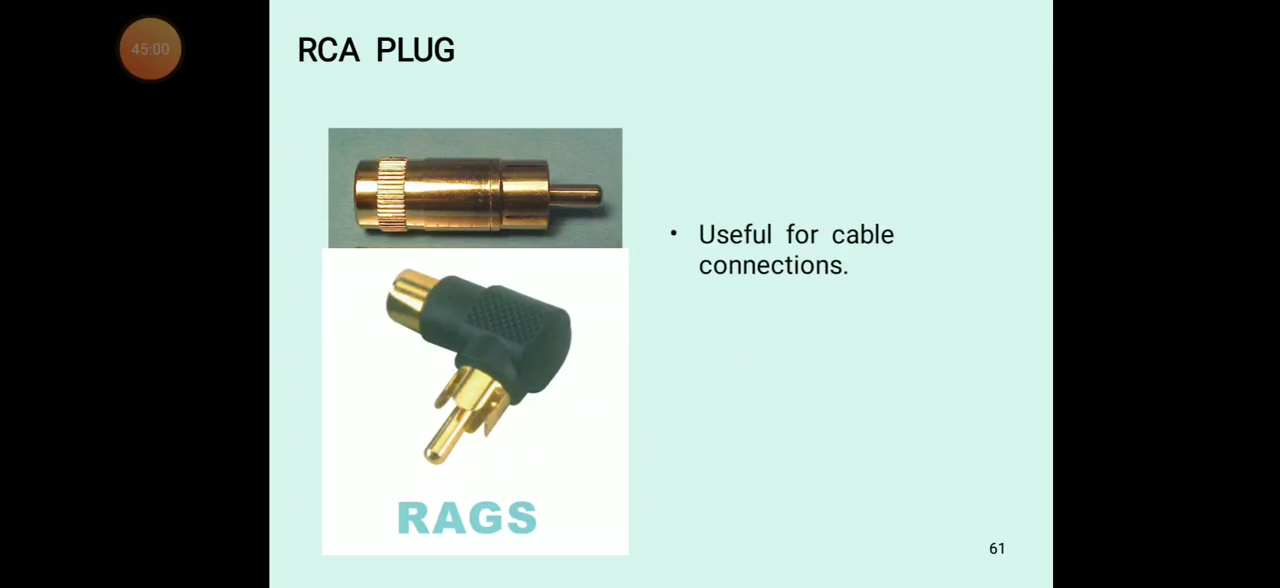 45:00
RCA PLUG
• Useful for cable
connections.
RAGS
61